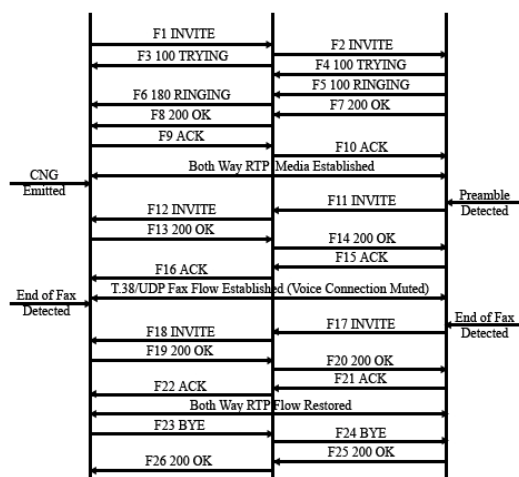 F1 INVITE
F2 INVITE
F3 100 TRYING
F4 100 TRYING
F5 100 RINGING
F6 180 RINGING
F7 200 OK
F8 200 OK
F9 ACK
F10 ACK
Both Way RTP Media Established
CNG
Emitted
Preamble
Detected
F11 INVITE
F12 INVITE
F13 200 OK
F14 200 OK
F15 ACK
F16 ACK
T.38/UDP Fax Flow Established (Voice Connection Muted)
End of Fax
Detected
End of Fax
Detected
F17 INVITE
F18 INVITE
F19 200 OK
F20 200 OK
F21 ACK
F22 ACK
Both Way RTP Flow Restored
F23 BYE
F24 BYE
F25 200 OK
F26 200 OK